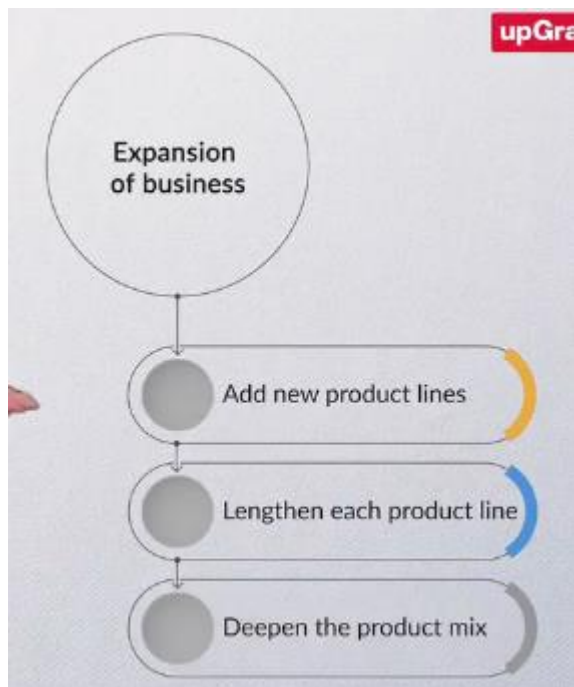 upGra
Expansion
of business
Add new product lines
Lengthen each product line
Deepen the product mix